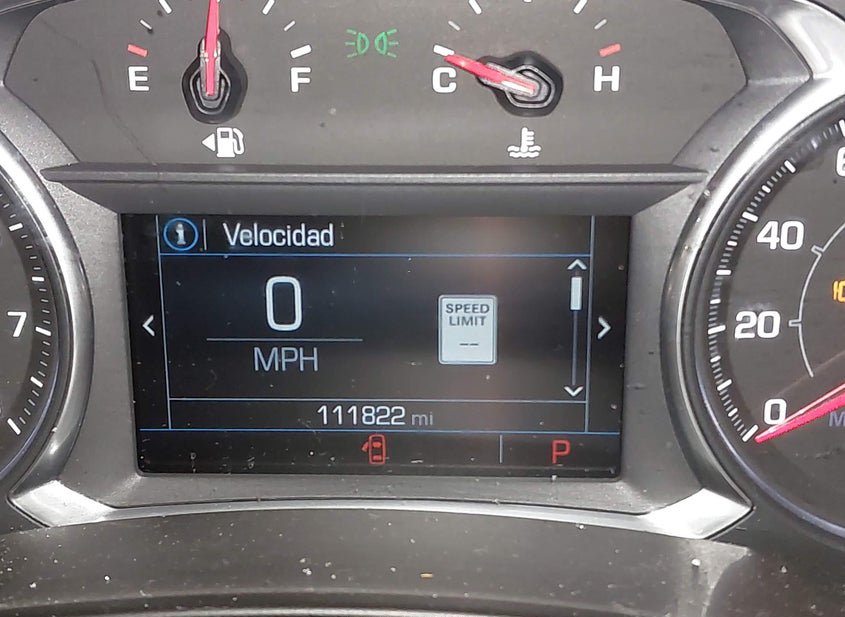 E F C H
Velocidad
0
MPH
SPEED
LIMIT
--
111822 mi
P
7
40
20
0